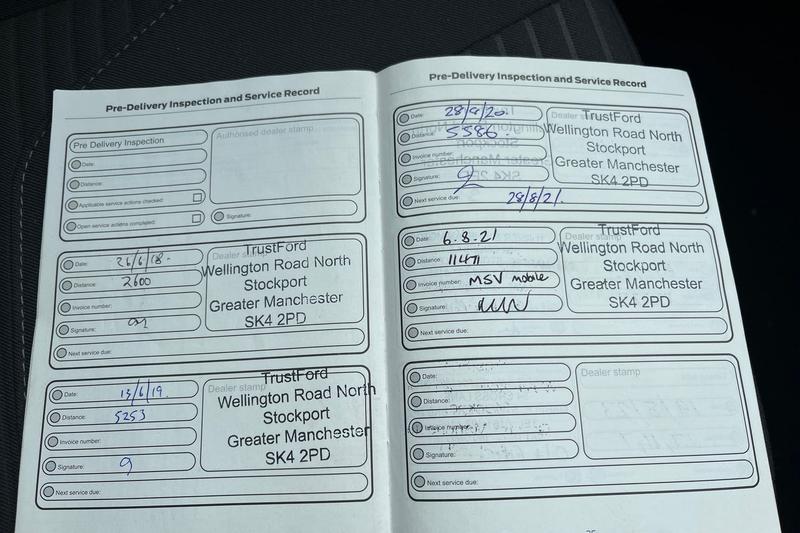 Pre-Delivery Inspection and Service Record
Pre Delivery Inspection
Date:
Distance:
Applicable service actions checked:
Open service actions completed:
Authorised dealer stamp
Signature:
Date: 26/6/18.
Distance: 2600
Invoice number:
Signature:
Next service due:
Dealer stamp
TrustFord
Wellington Road North
Stockport
Greater Manchester
SK4 2PD
Date: 13/6/19
Distance: 5253
Invoice number:
Signature:
Next service due:
Dealer stamp
TrustFord
Wellington Road North
Stockport
Greater Manchester
SK4 2PD
Pre-Delivery Inspection and Service Record
Date: 28/9/20
Distance: 5586.
Invoice number:
Signature:
Next service due: 28/8/21.
Dealer stamp
TrustFord
Wellington Road North
Stockport
Greater Manchester
SK4 2PD
Date: 6.8.21
Distance: 11471
Invoice number: MSV mobile
Signature:
Next service due:
Dealer stamp
TrustFord
Wellington Road North
Stockport
Greater Manchester
SK4 2PD
Date:
Distance:
Invoice number:
Signature:
Next service due:
Dealer stamp